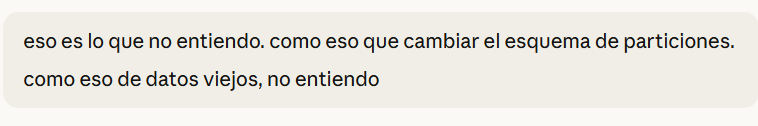 eso es lo que no entiendo. como eso que cambiar el esquema de particiones.
como eso de datos viejos, no entiendo